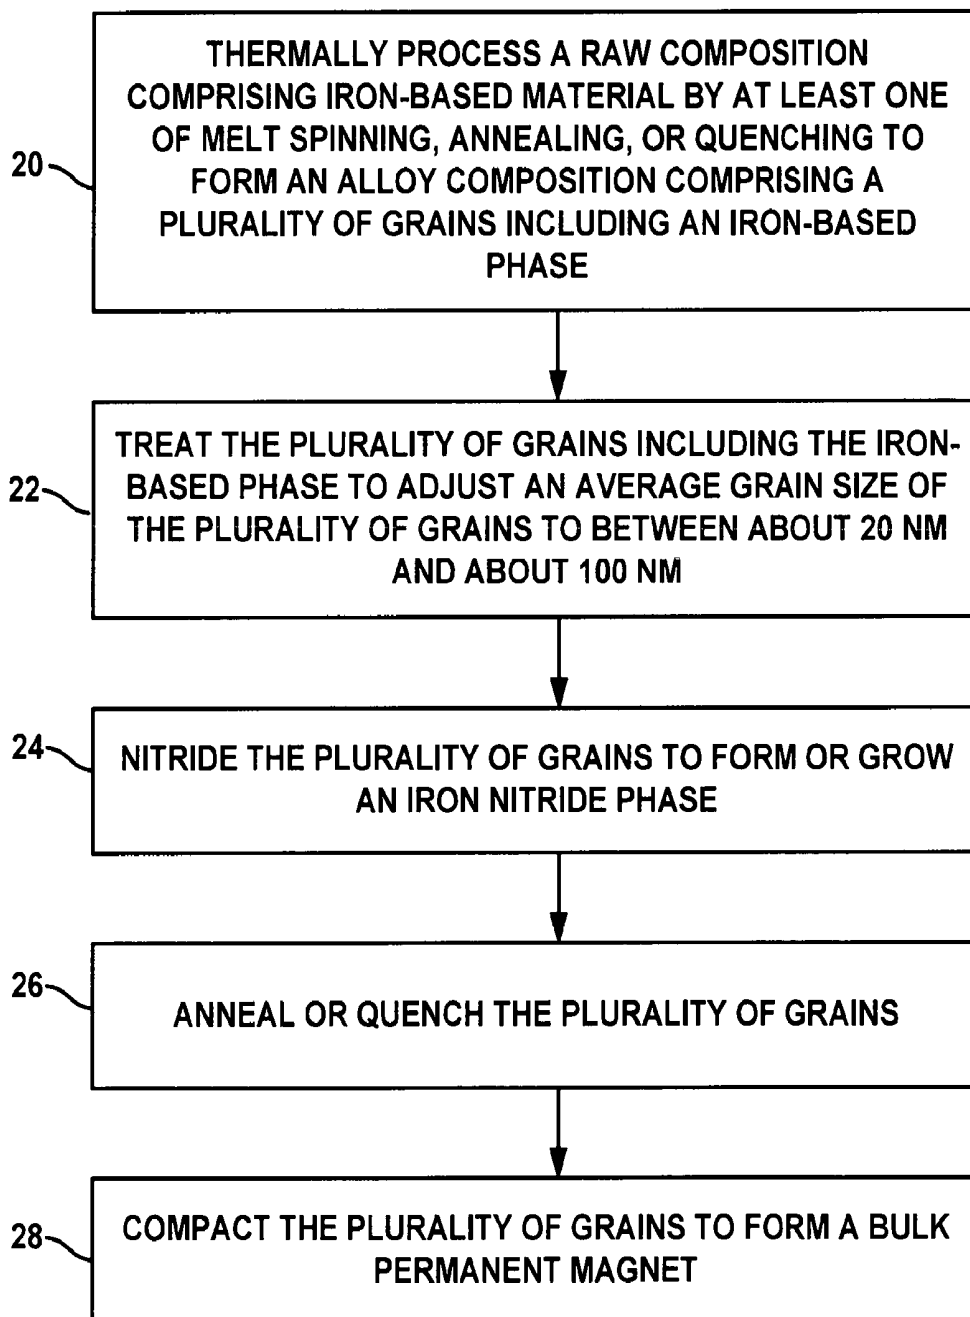 THERMALLY PROCESS A RAW COMPOSITION
COMPRISING IRON-BASED MATERIAL BY AT LEAST ONE
OF MELT SPINNING, ANNEALING, OR QUENCHING TO
FORM AN ALLOY COMPOSITION COMPRISING A
PLURALITY OF GRAINS INCLUDING AN IRON-BASED
PHASE
20
TREAT THE PLURALITY OF GRAINS INCLUDING THE IRON-
BASED PHASE TO ADJUST AN AVERAGE GRAIN SIZE OF
THE PLURALITY OF GRAINS TO BETWEEN ABOUT 20 NM
AND ABOUT 100 NM
22
NITRIDE THE PLURALITY OF GRAINS TO FORM OR GROW
AN IRON NITRIDE PHASE
24
ANNEAL OR QUENCH THE PLURALITY OF GRAINS
26
COMPACT THE PLURALITY OF GRAINS TO FORM A BULK
PERMANENT MAGNET
28